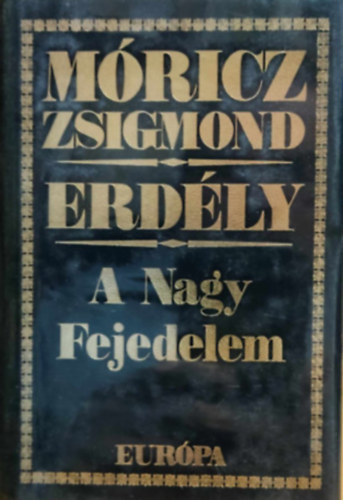 MÓRICZ
ZSIGMOND
ERDÉLY
A Nagy
Fejedelem
EURÓPA